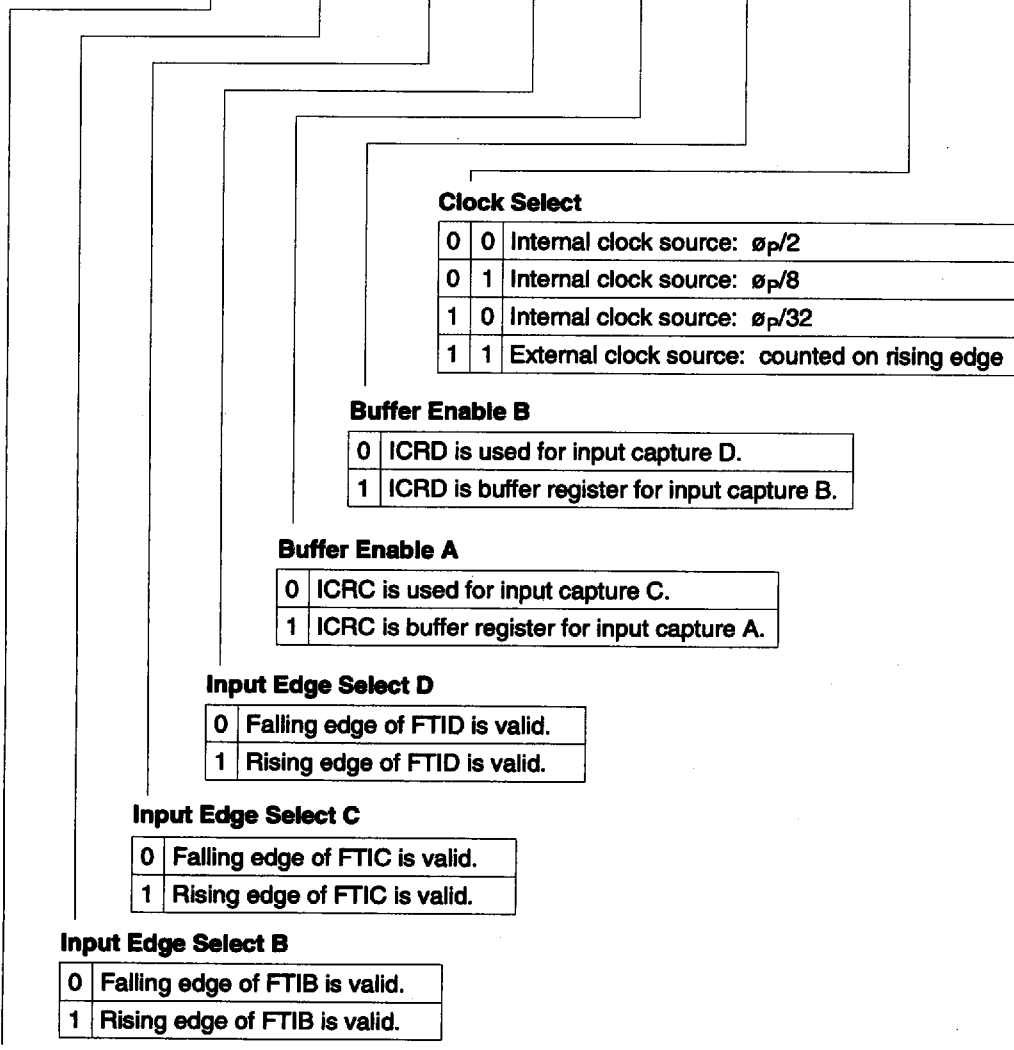 Clock Select
0 0 Internal clock source: øP/2
0 1 Internal clock source: øP/8
1 0 Internal clock source: øP/32
1 1 External clock source: counted on rising edge
Buffer Enable B
0 ICRD is used for input capture D.
1 ICRD is buffer register for input capture B.
Buffer Enable A
0 ICRC is used for input capture C.
1 ICRC is buffer register for input capture A.
Input Edge Select D
0 Falling edge of FTID is valid.
1 Rising edge of FTID is valid.
Input Edge Select C
0 Falling edge of FTIC is valid.
1 Rising edge of FTIC is valid.
Input Edge Select B
0 Falling edge of FTIB is valid.
1 Rising edge of FTIB is valid.